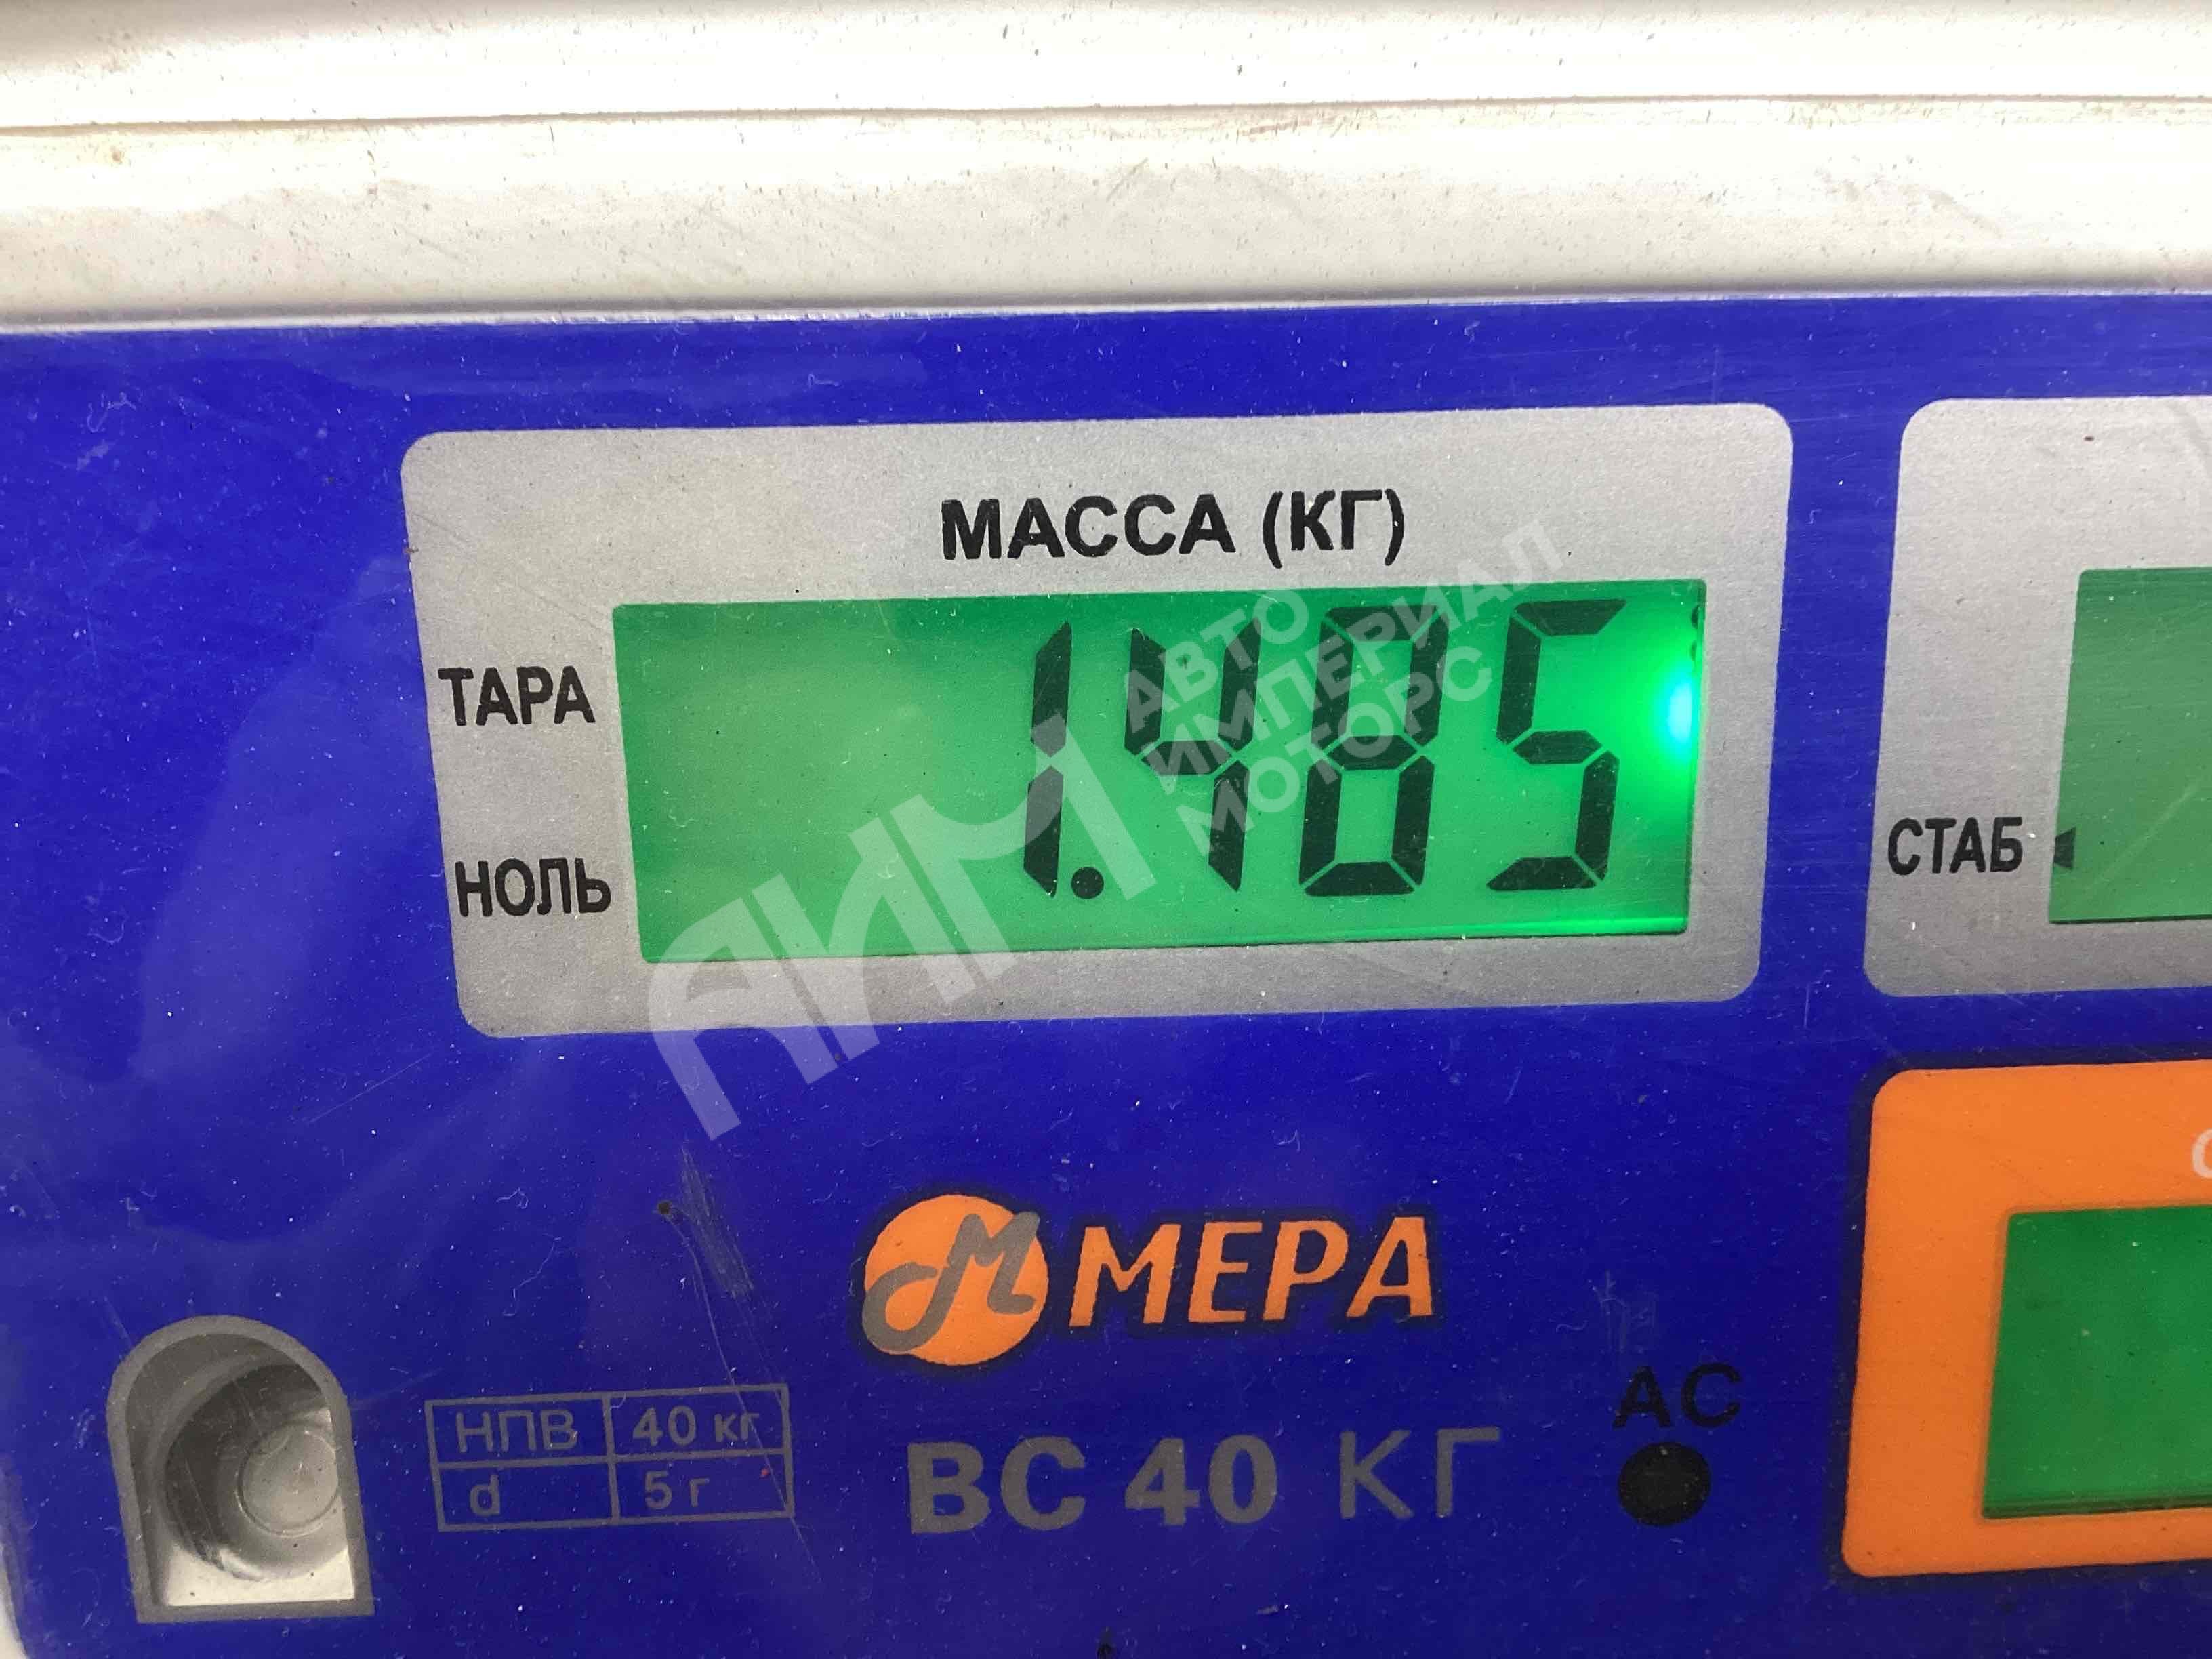 МАССА (КГ)
ТАРА
1.485
НОЛЬ
СТАБ
АИМ
АВТО
ИМПЕРИАЛ
МОТОРС
МЕРА
АС
НПВ 40 кг
d 5 г
ВС 40 КГ